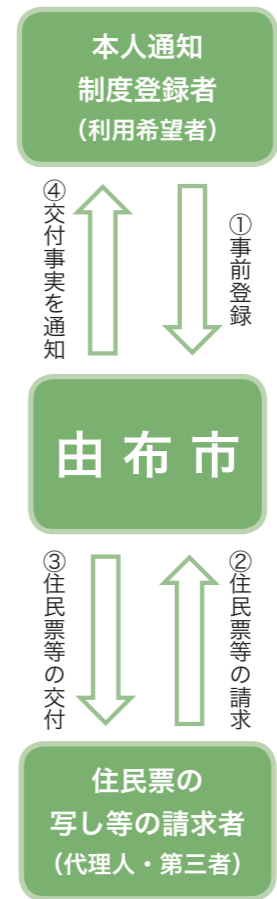 本人通知
制度登録者
（利用希望者）
④交付事実を通知
①事前登録
由布市
③住民票等の交付
②住民票等の請求
住民票の
写し等の請求者
（代理人・第三者）